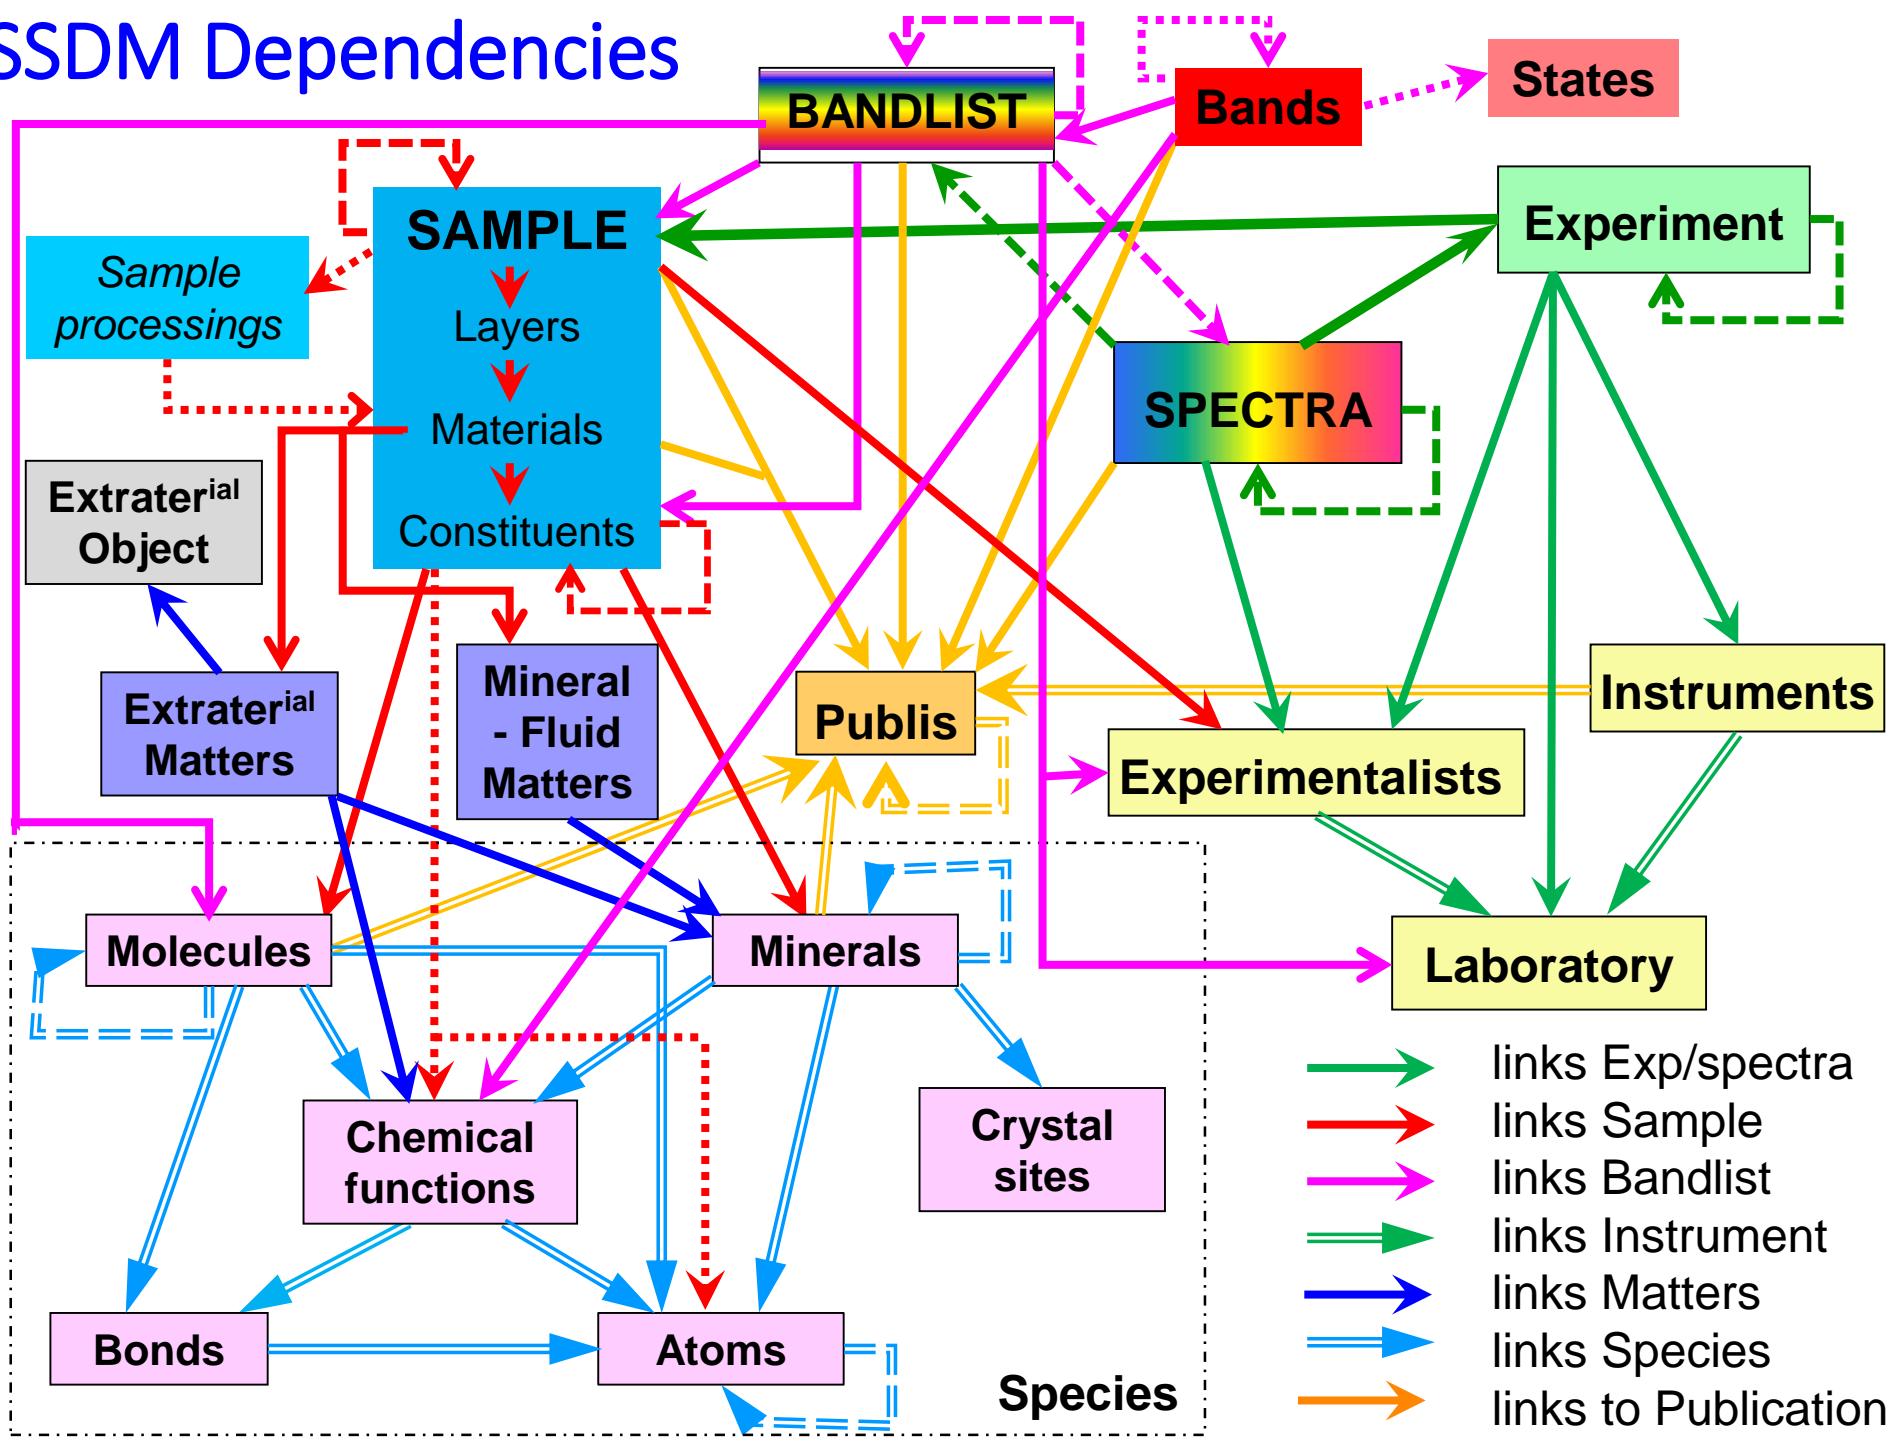 SSDM Dependencies
BANDLIST
Bands
States
Experiment
SAMPLE
Layers
Materials
Constituents
Sample
processings
SPECTRA
Extraterial
Object
Extraterial
Matters
Mineral
- Fluid
Matters
Publis
Instruments
Experimentalists
Laboratory
Molecules
Minerals
Chemical
functions
Crystal
sites
Bonds
Atoms
Species
links Exp/spectra
links Sample
links Bandlist
links Instrument
links Matters
links Species
links to Publication